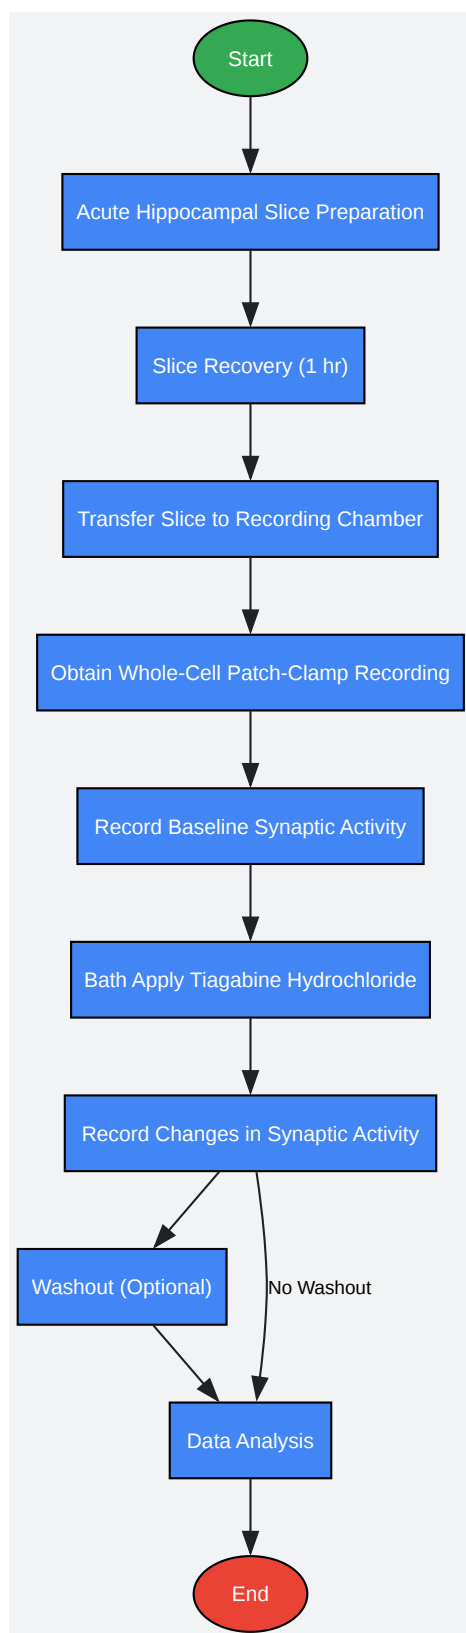 Start
Acute Hippocampal Slice Preparation
Slice Recovery (1 hr)
Transfer Slice to Recording Chamber
Obtain Whole-Cell Patch-Clamp Recording
Record Baseline Synaptic Activity
Bath Apply Tiagabine Hydrochloride
Record Changes in Synaptic Activity
Washout (Optional)
No Washout
Data Analysis
End